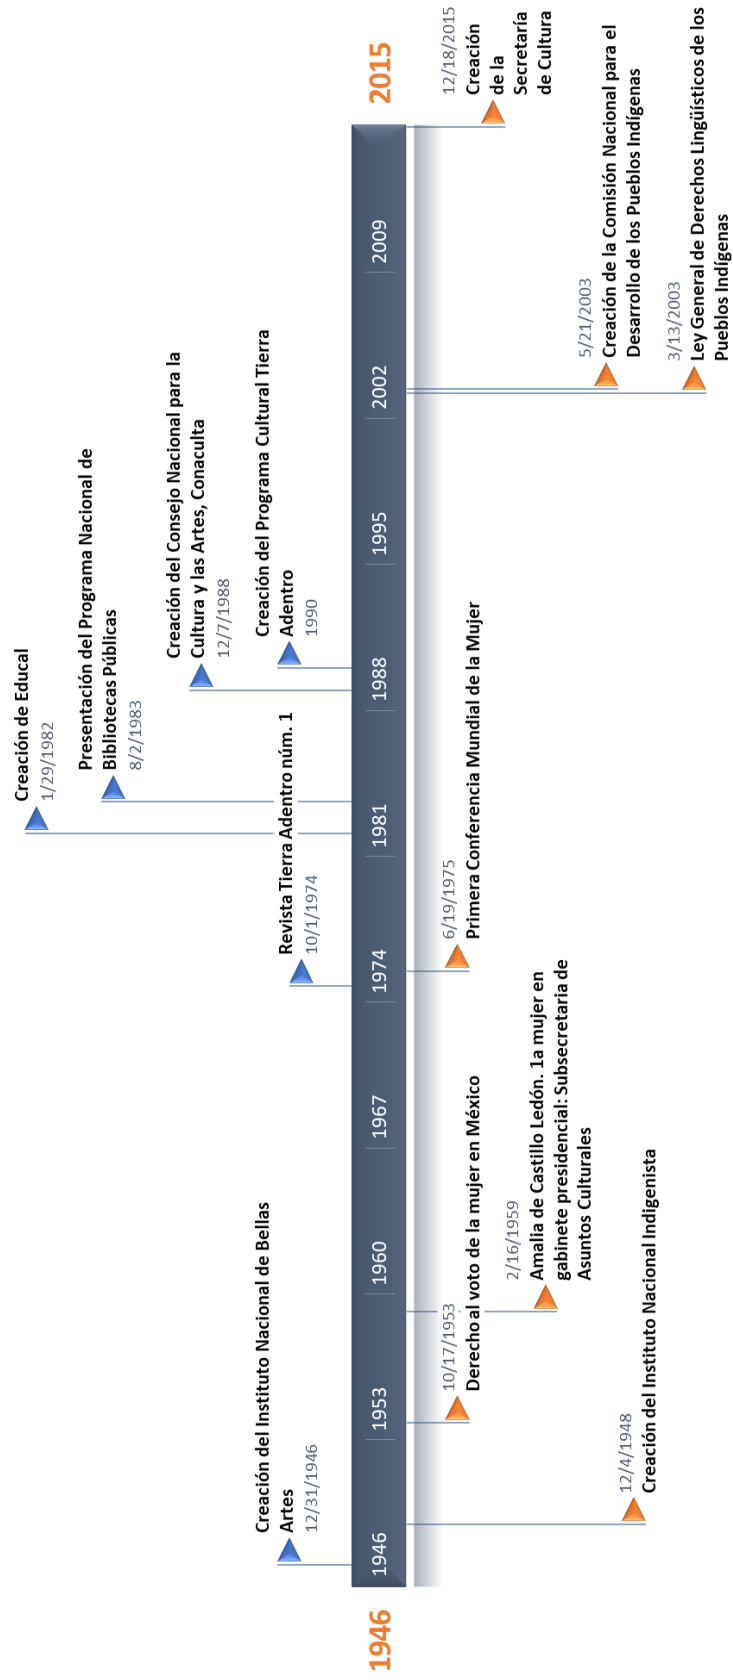 Creación de Educal
1/29/1982
Presentación del Programa Nacional de
Bibliotecas Públicas
8/2/1983
Creación del Consejo Nacional para la
Cultura y las Artes, Conaculta
12/7/1988
Creación del Instituto Nacional de Bellas
Artes
12/31/1946
Revista Tierra Adentro núm. 1
10/1/1974
Creación del Programa Cultural Tierra
Adentro
1990
1946
1946
1953
1960
1967
1974
1981
1988
1995
2002
2009
2015
10/17/1953
Derecho al voto de la mujer en México
6/19/1975
Primera Conferencia Mundial de la Mujer
12/18/2015
Creación
de la
Secretaría
de Cultura
2/16/1959
Amalia de Castillo Ledón. 1a mujer en
gabinete presidencial: Subsecretaria de
Asuntos Culturales
5/21/2003
Creación de la Comisión Nacional para el
Desarrollo de los Pueblos Indígenas
12/4/1948
Creación del Instituto Nacional Indigenista
3/13/2003
Ley General de Derechos Lingüísticos de los
Pueblos Indígenas